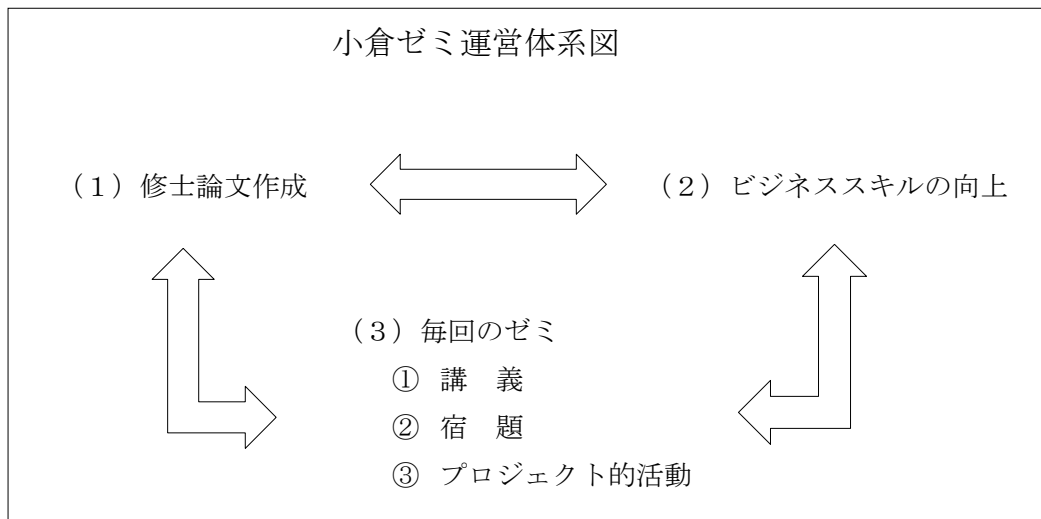 小倉ゼミ運営体系図
（１）修士論文作成
（２）ビジネススキルの向上
（３）毎回のゼミ
① 講　義
② 宿　題
③ プロジェクト的活動